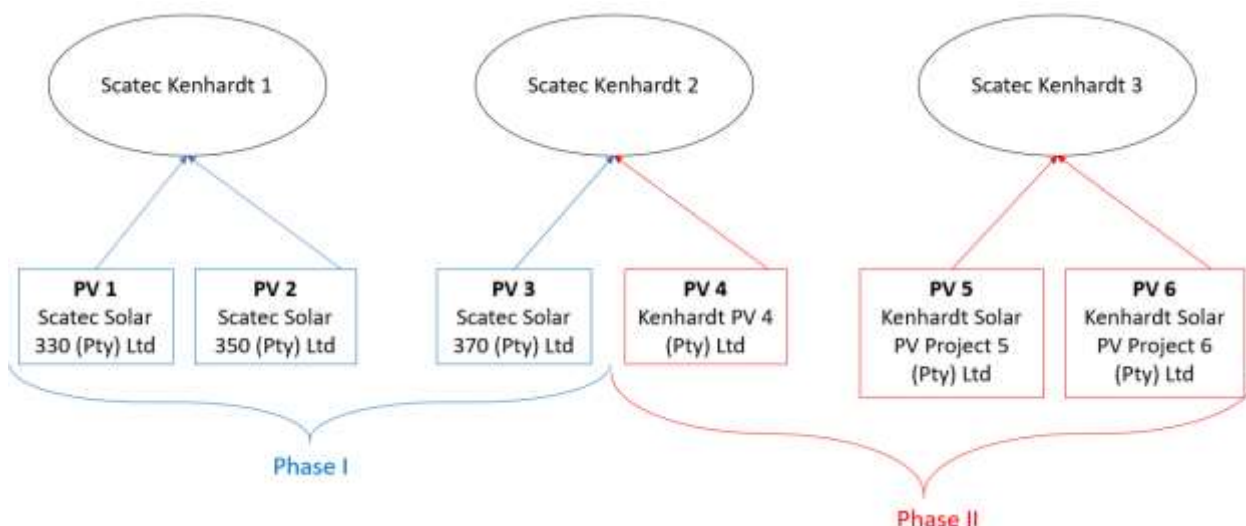 Scatec Kenhardt 1
Scatec Kenhardt 2
Scatec Kenhardt 3
PV 1
Scatec Solar
330 (Pty) Ltd
PV 2
Scatec Solar
350 (Pty) Ltd
PV 3
Scatec Solar
370 (Pty) Ltd
PV 4
Kenhardt PV 4
(Pty) Ltd
PV 5
Kenhardt Solar
PV Project 5
(Pty) Ltd
PV 6
Kenhardt Solar
PV Project 6
(Pty) Ltd
Phase I
Phase II